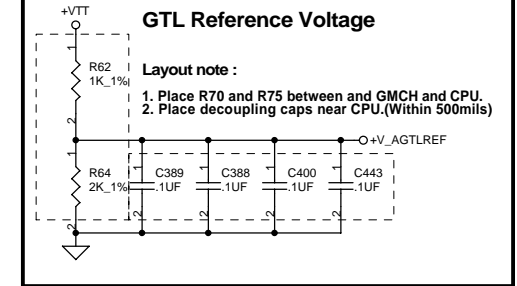 +VTT
GTL Reference Voltage
1
R62
1K_1%
2
Layout note :
1. Place R70 and R75 between and GMCH and CPU.
2. Place decoupling caps near CPU.(Within 500mils)
+V_AGTLREF
1
R64
2K_1%
2
1
C389
.1UF
2
1
C388
.1UF
2
1
C400
.1UF
2
1
C443
.1UF
2